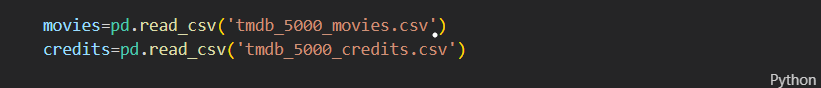 movies=pd.read_csv('tmdb_5000_movies.csv')
credits=pd.read_csv('tmdb_5000_credits.csv')
Python